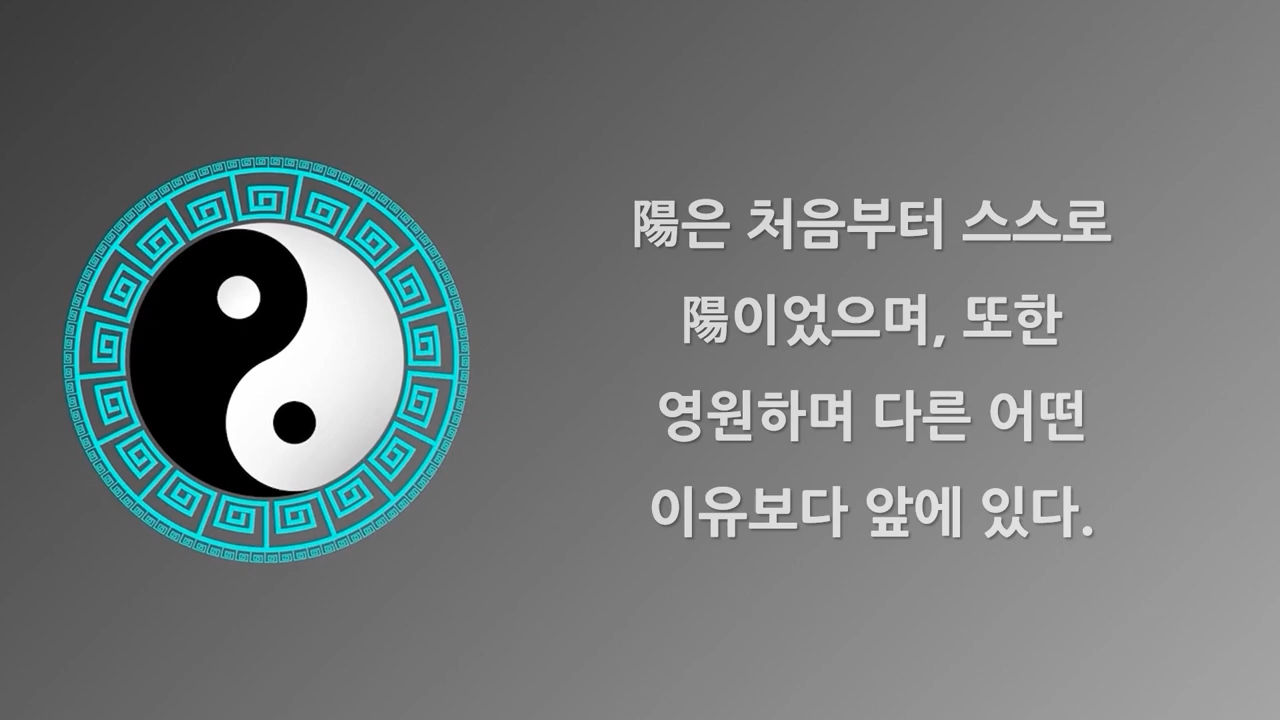 陽은 처음부터 스스로
陽이었으며, 또한
영원하며 다른 어떤
이유보다 앞에 있다.